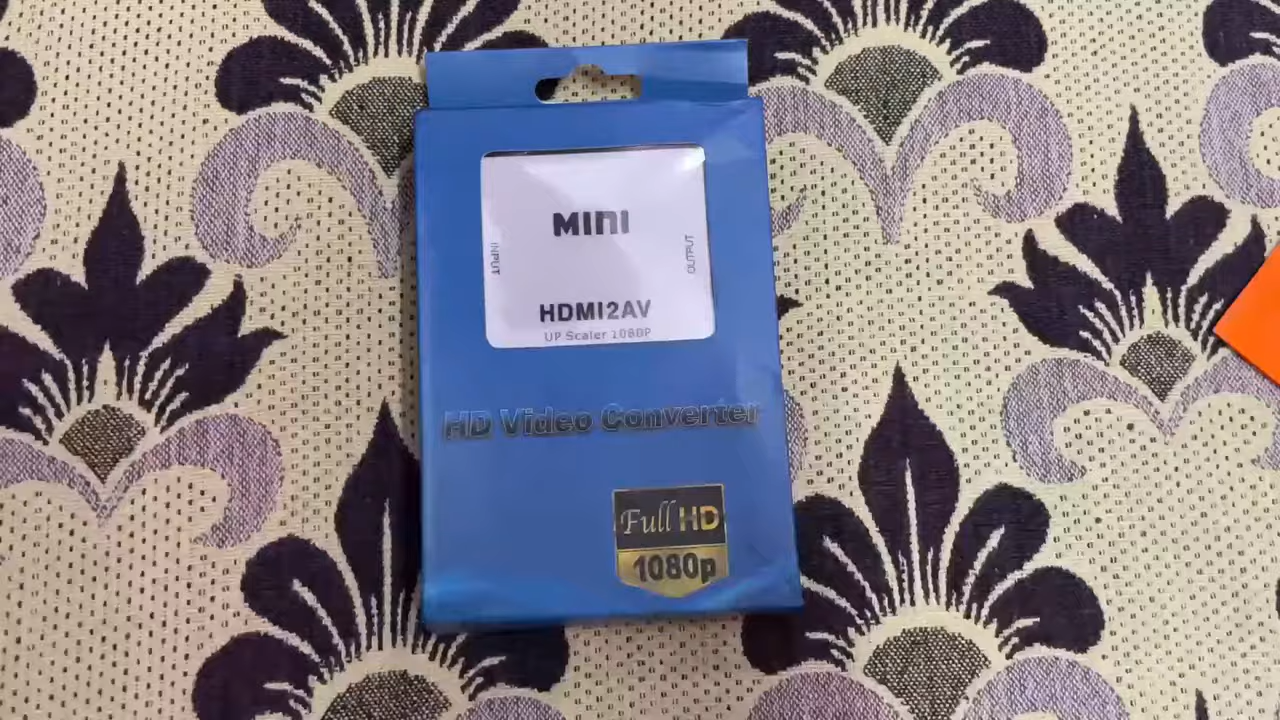 MINI
INPUT
OUTPUT
HDMI2AV
UP Scaler 1080P
HD Video Converter
Full HD
1080p